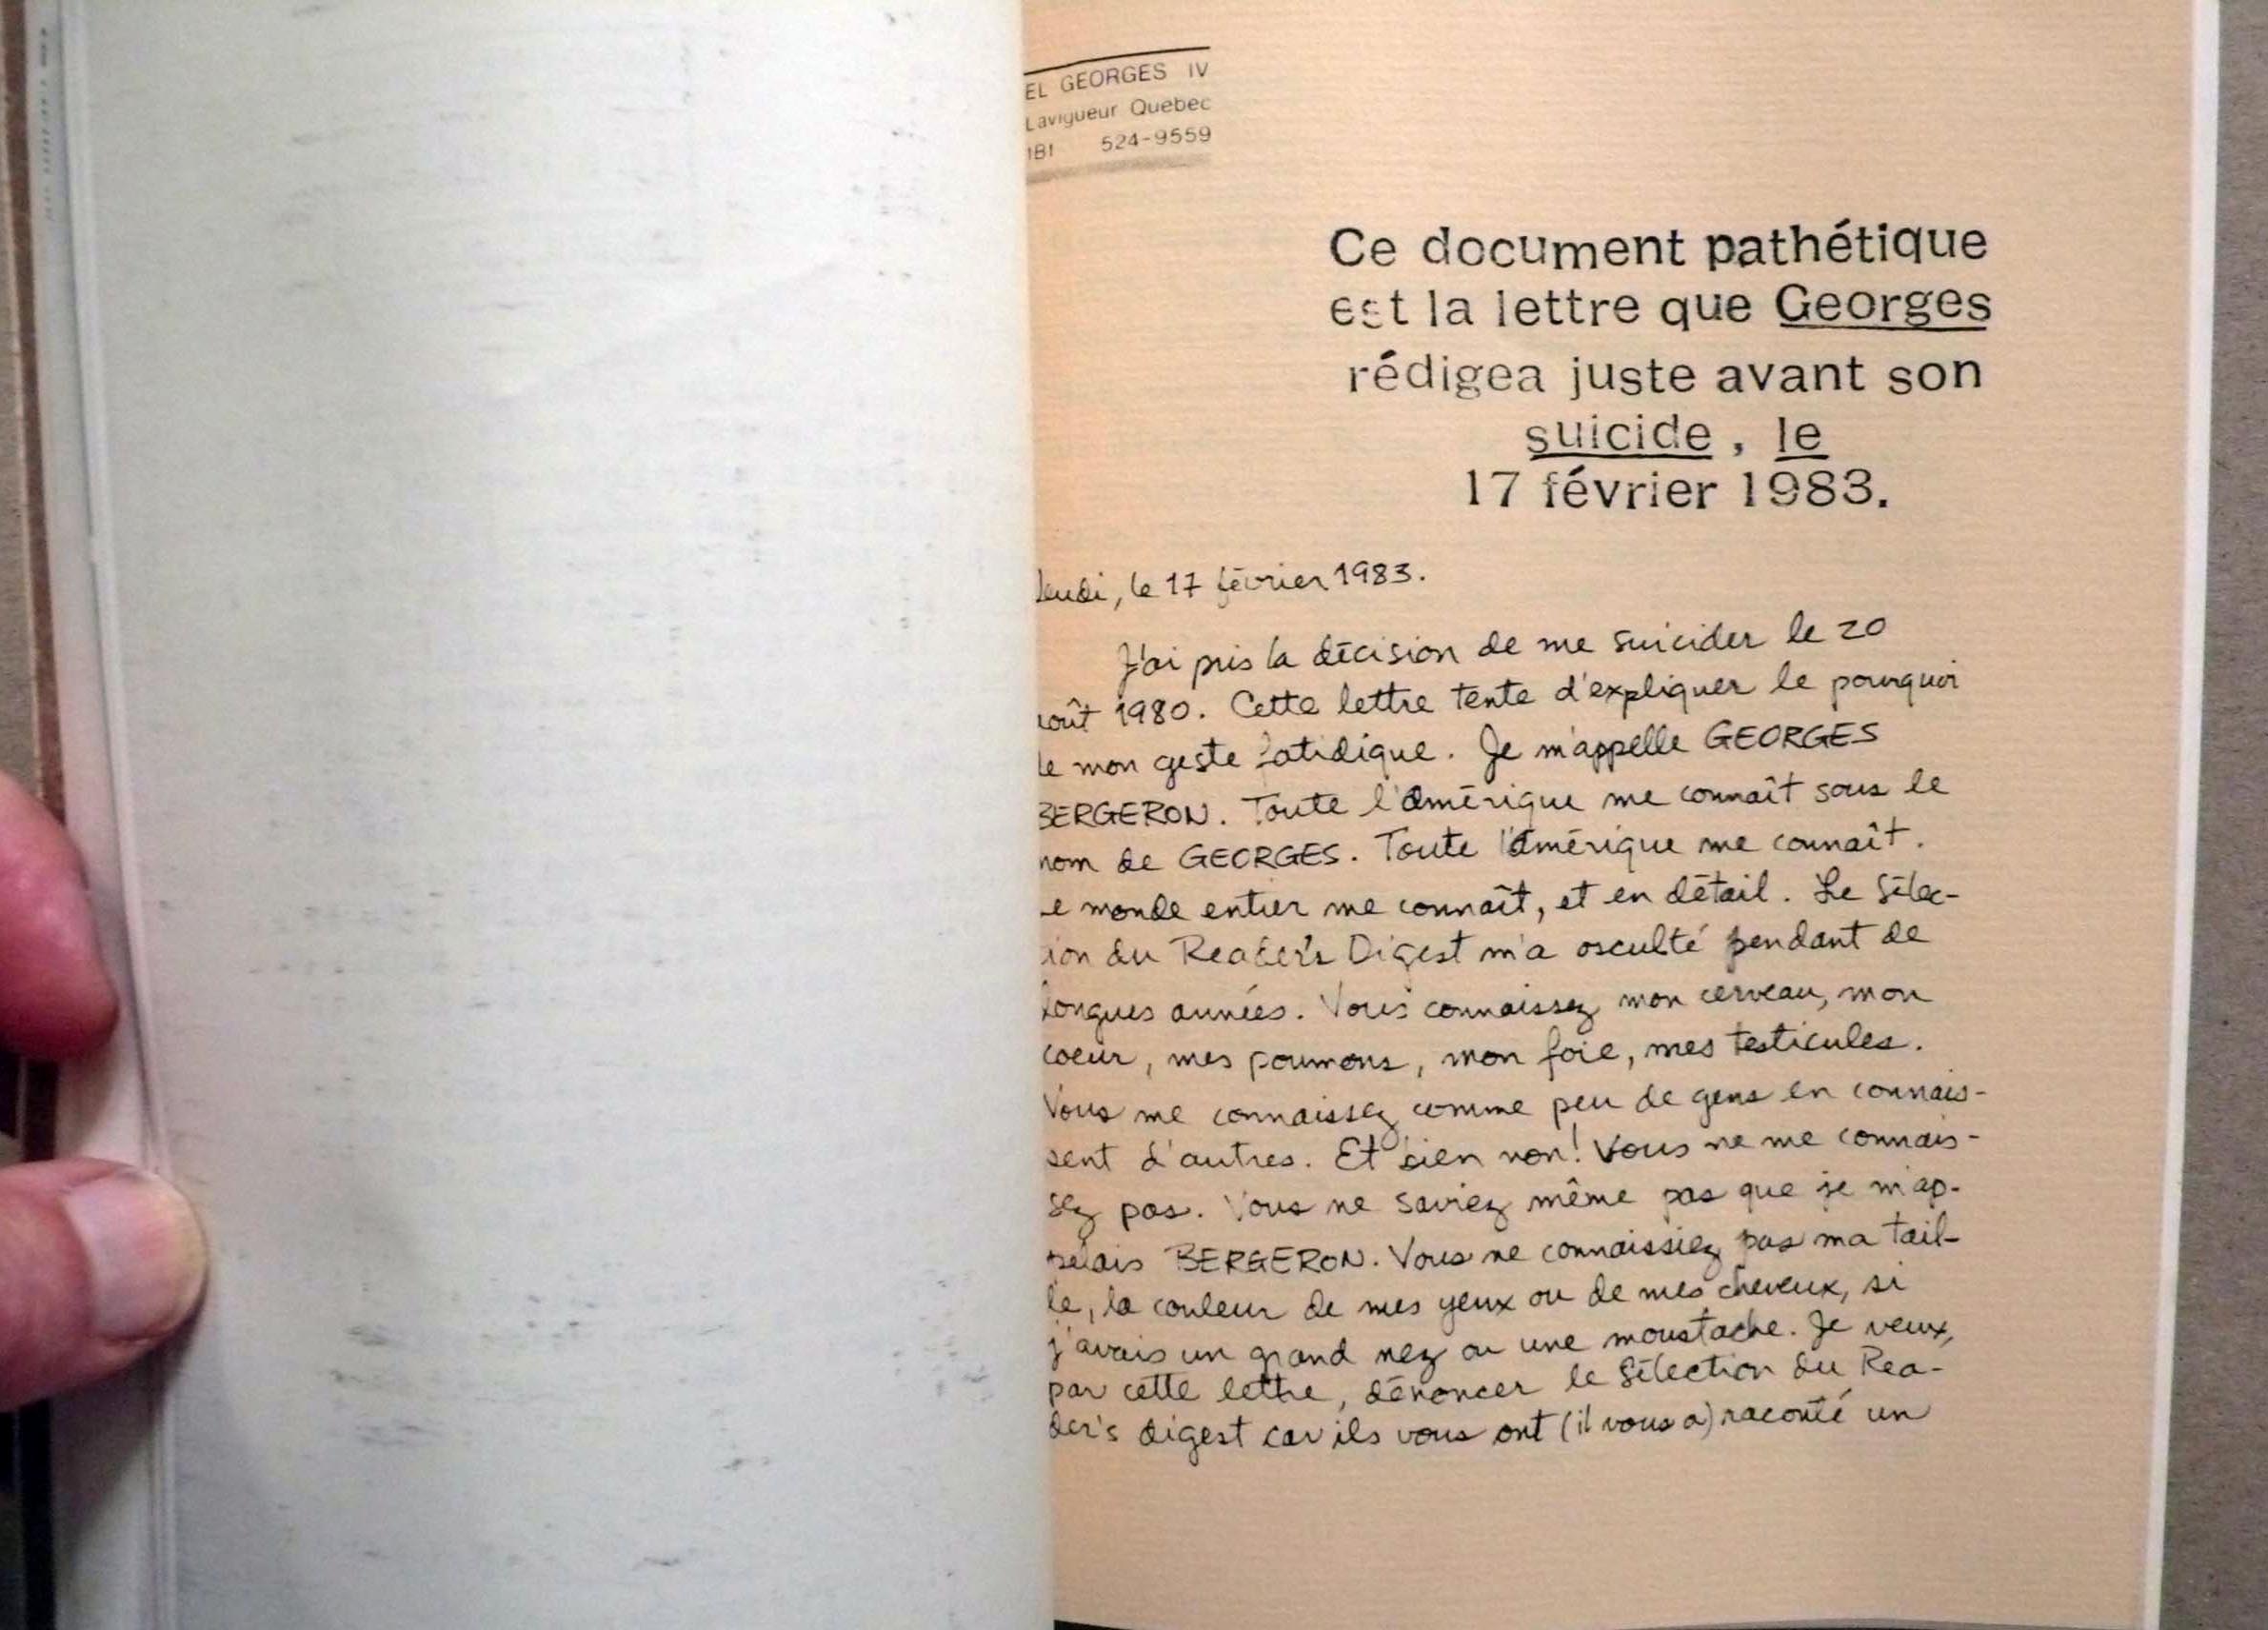 EL GEORGES IV
Lavigueur Quebec
1B1 524-9559
Ce document pathétique
est la lettre que Georges
rédigea juste avant son
suicide, le
17 février 1983.
Jeudi, le 17 février 1983.
J'ai pris la décision de me suicider le 20
août 1980. Cette lettre tente d'expliquer le pourquoi
de mon geste fatidique. Je m'appelle GEORGES
BERGERON. Toute l'Amérique me connaît sous le
nom de GEORGES. Toute l'Amérique me connaît.
Le monde entier me connaît, et en détail. Le Sélec-
tion du Reader's Digest m'a osculté pendant de
longues années. Vous connaissez mon cerveau, mon
coeur, mes poumons, mon foie, mes testicules.
Vous me connaissez comme peu de gens en connais-
sent d'autres. Et bien non! Vous ne me connais-
sez pas. Vous ne saviez même pas que je m'ap-
pelais BERGERON. Vous ne connaissiez pas ma tail-
le, la couleur de mes yeux ou de mes cheveux, si
j'avais un grand nez ou une moustache. Je veux,
par cette lettre, dénoncer le Sélection du Rea-
der's digest car ils vous ont (il vous a) raconté un